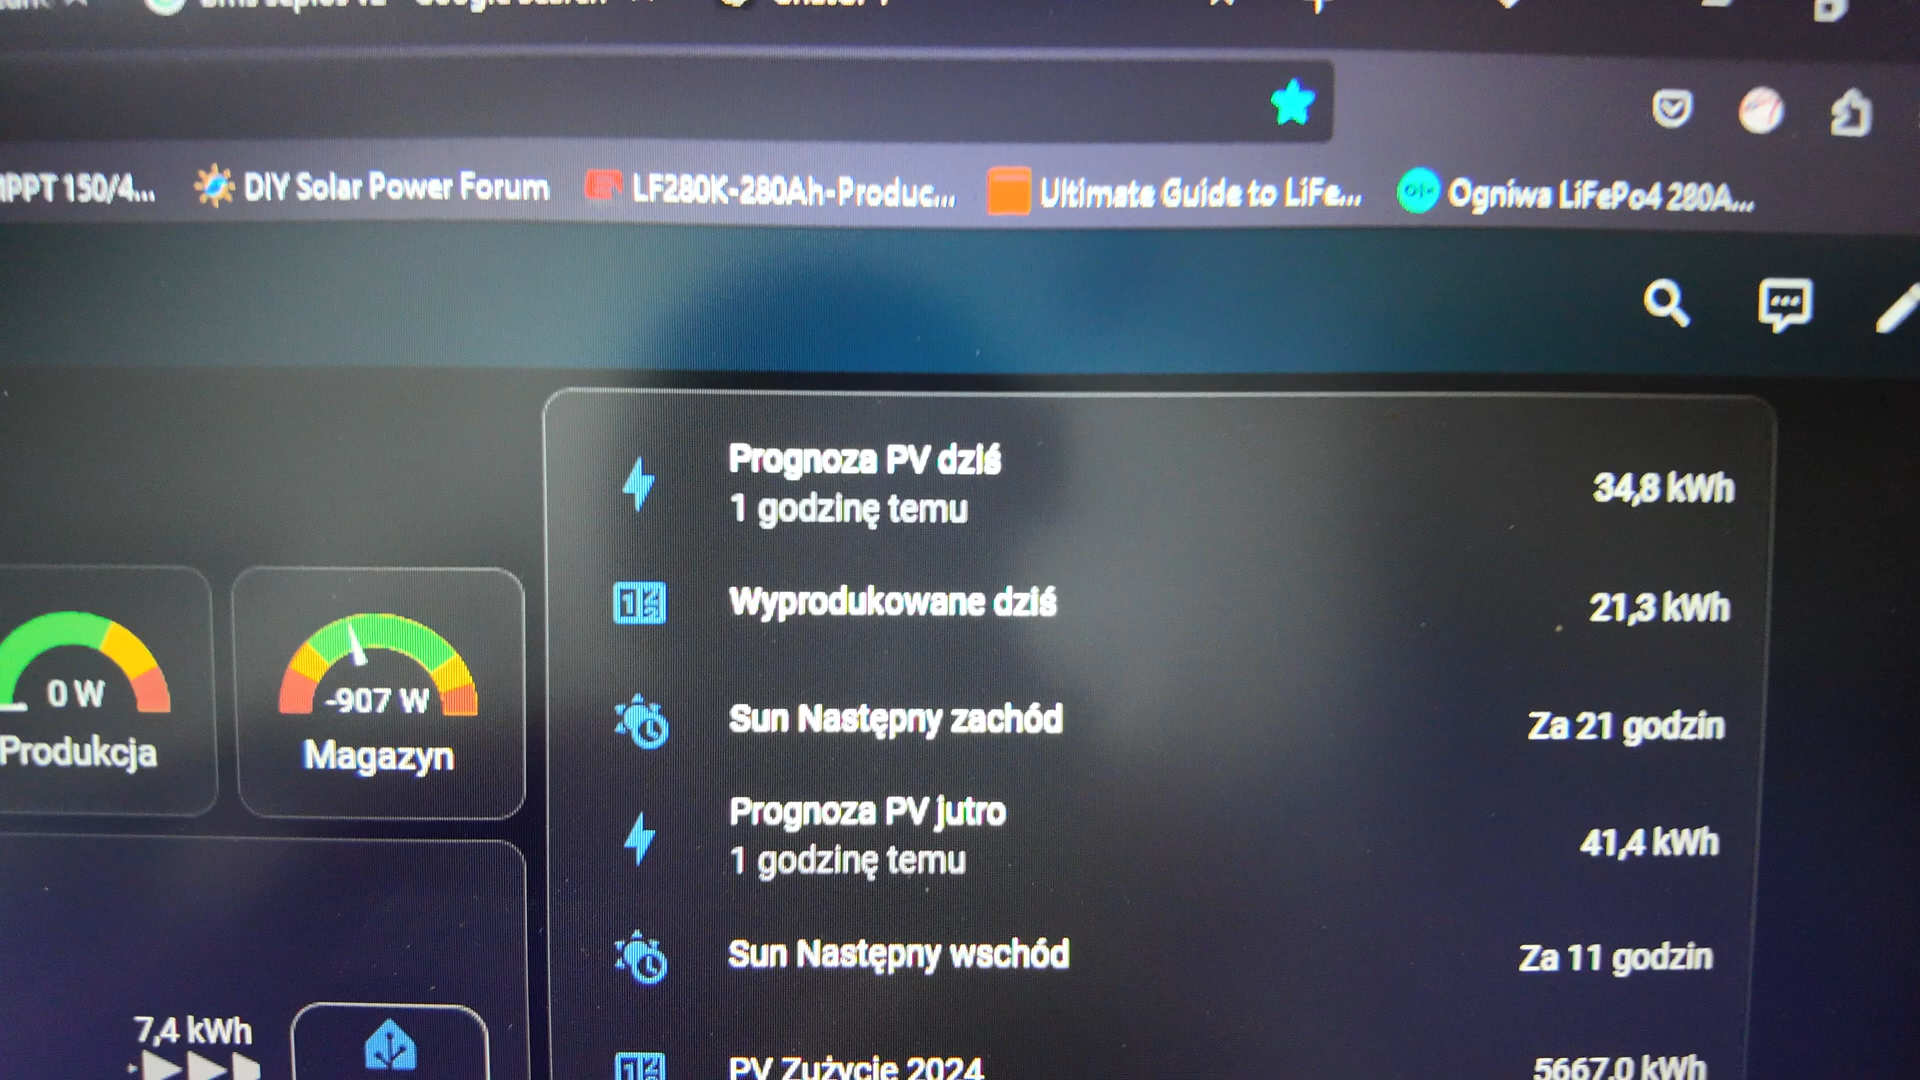 MPPT 150/4... DIY Solar Power Forum LF280K-280Ah-Produc... Ultimate Guide to LiFe... Ogniwa LiFePo4 280A...
Prognoza PV dziś
1 godzinę temu
34,8 kWh
Wyprodukowane dziś
21,3 kWh
Sun Następny zachód
Za 21 godzin
Prognoza PV jutro
1 godzinę temu
41,4 kWh
Sun Następny wschód
Za 11 godzin
PV Zużycie 2024
5667,0 kWh
0 W
Produkcja
-907 W
Magazyn
7,4 kWh